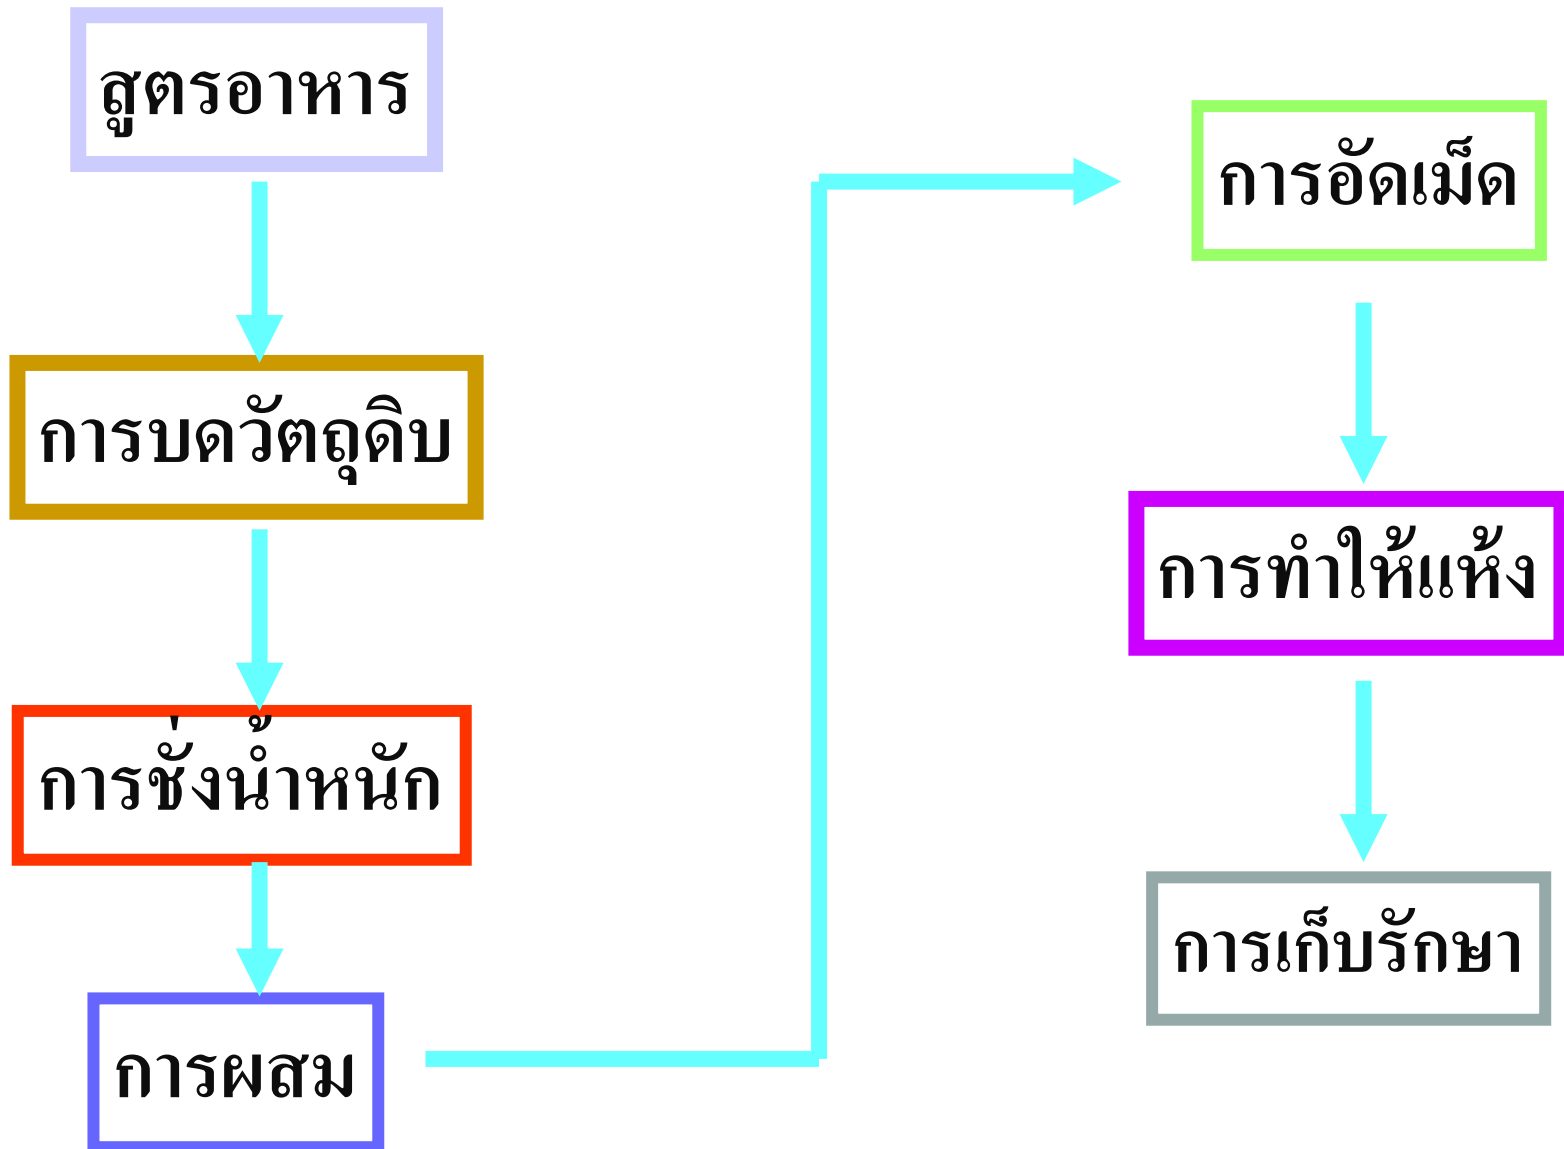 สูตรอาหาร
การบดวัตถุดิบ
การชั่งน้ำหนัก
การผสม
การอัดเม็ด
การทำให้แห้ง
การเก็บรักษา